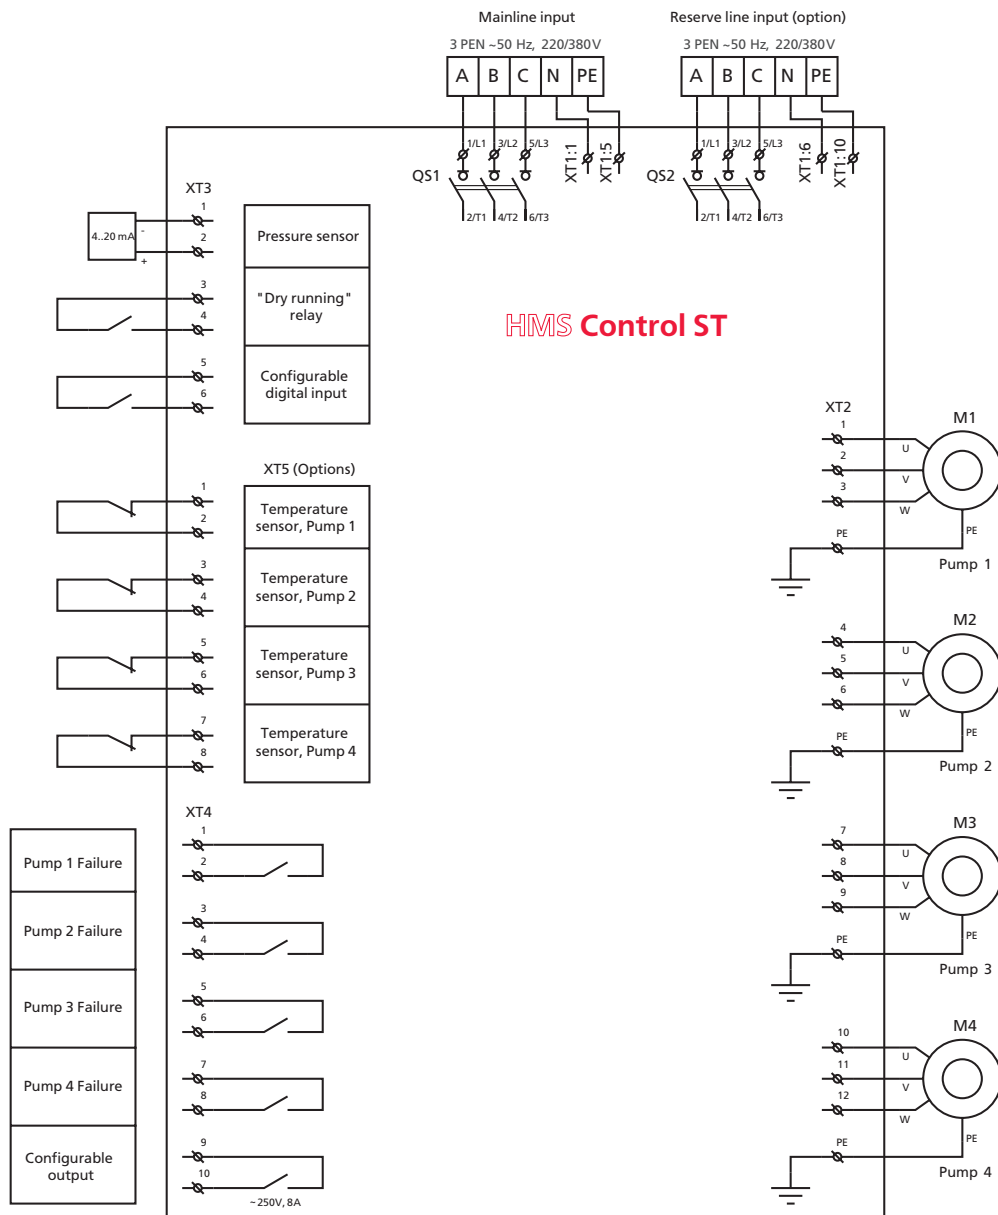 Mainline input
Reserve line input (option)
3 PEN ~50 Hz, 220/380V
3 PEN ~50 Hz, 220/380V
A B C N PE
A B C N PE
1/L1 3/L2 5/L3
XT1:1
XT1:5
1/L1 3/L2 5/L3
XT1:6
XT1:10
QS1
QS2
2/T1 4/T2 6/T3
2/T1 4/T2 6/T3
XT3
1
4..20 mA
-
2
+
Pressure sensor
3
4
"Dry running"
relay
5
6
Configurable
digital input
HMS Control ST
XT5 (Options)
1
2
Temperature
sensor, Pump 1
3
4
Temperature
sensor, Pump 2
5
6
Temperature
sensor, Pump 3
7
8
Temperature
sensor, Pump 4
XT4
1
2
Pump 1 Failure
3
4
Pump 2 Failure
5
6
Pump 3 Failure
7
8
Pump 4 Failure
9
10
Configurable
output
~250V, 8A
XT2
M1
1
U
2
V
3
W
PE
PE
Pump 1
M2
4
U
5
V
6
W
PE
PE
Pump 2
M3
7
U
8
V
9
W
PE
PE
Pump 3
M4
10
U
11
V
12
W
PE
PE
Pump 4